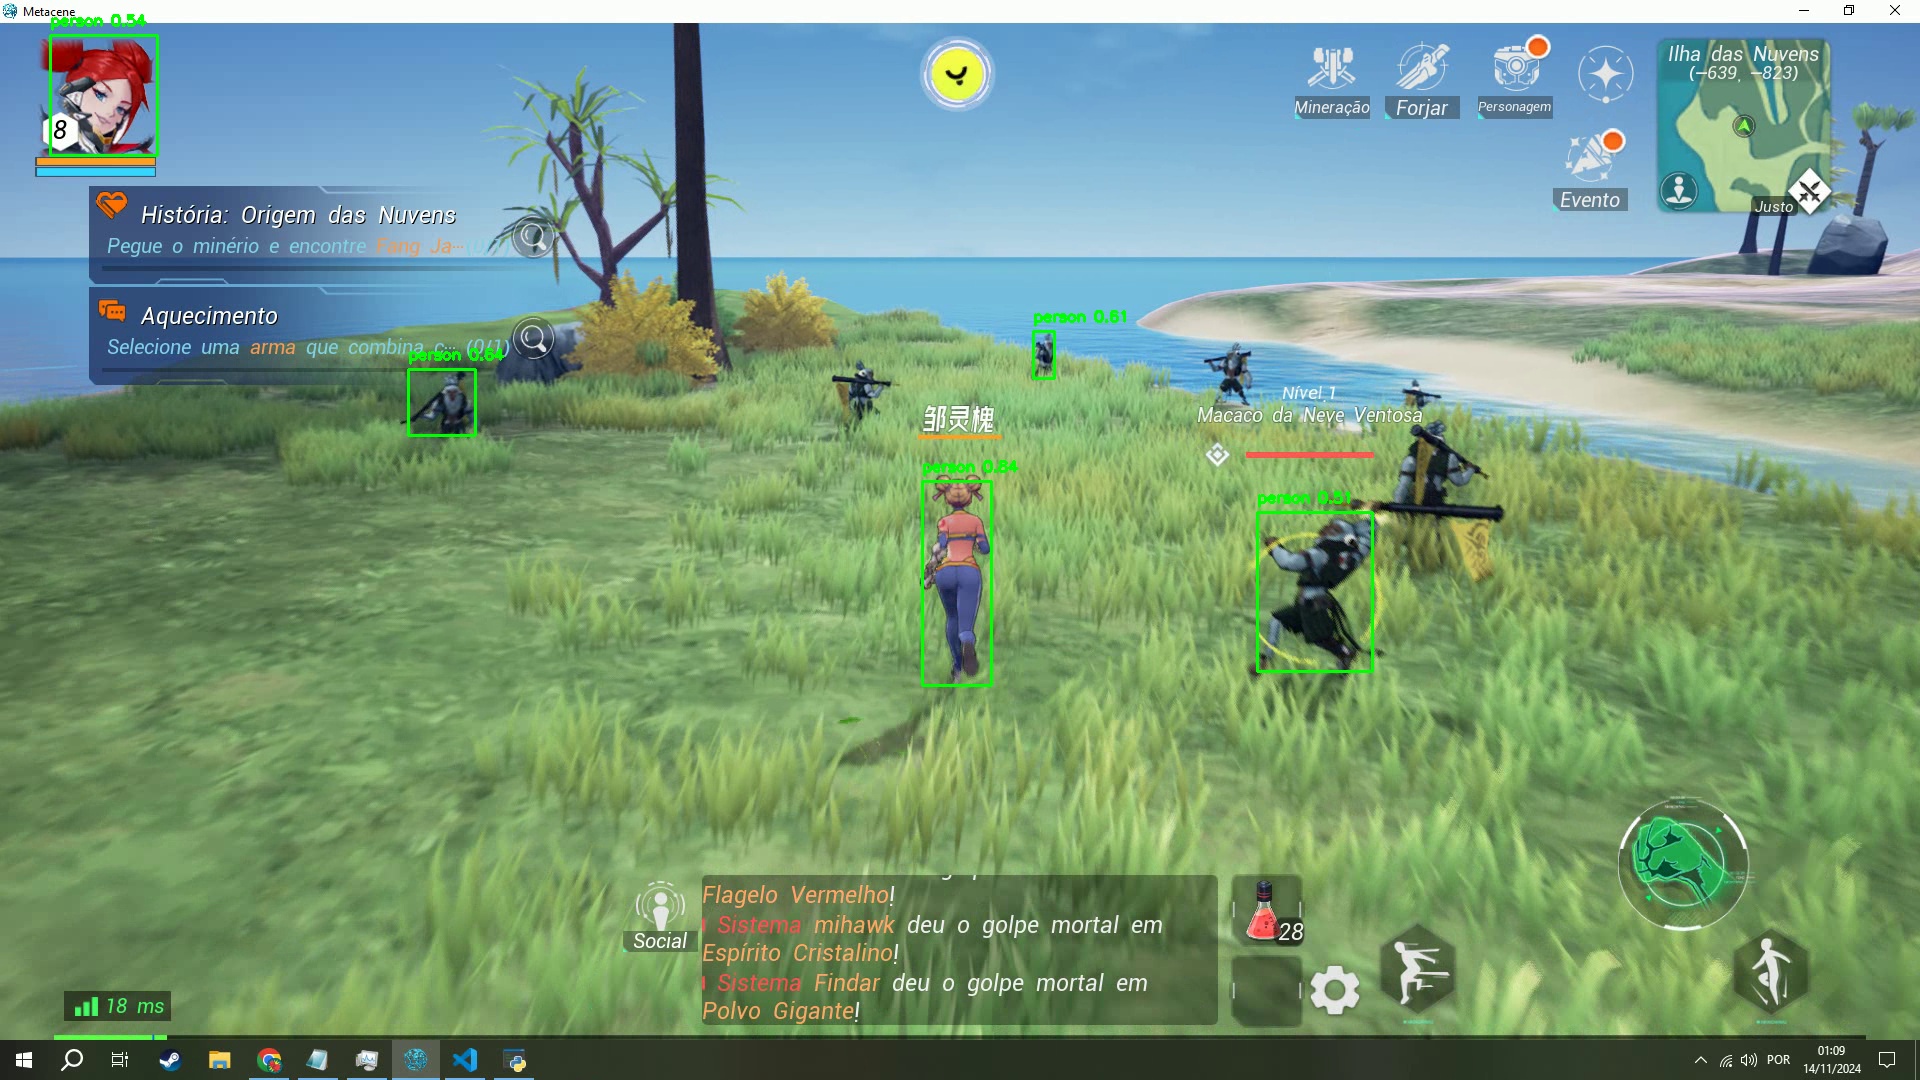 Metacene
person 0.54
8
História: Origem das Nuvens
Pegue o minério e encontre Fang Ja··· (0/1)
Aquecimento
Selecione uma arma que combina c··· (0/1)
person 0.64
Mineração
Forjar
Personagem
Evento
Ilha das Nuvens
(-639, -823)
Justo
person 0.61
Nível 1
Macaco da Neve Ventosa
邹灵槐
person 0.84
person 0.51
Social
Flagelo Vermelho!
Sistema mihawk deu o golpe mortal em
Espírito Cristalino!
Sistema Findar deu o golpe mortal em
Polvo Gigante!
28
18 ms
POR
01:09
14/11/2024